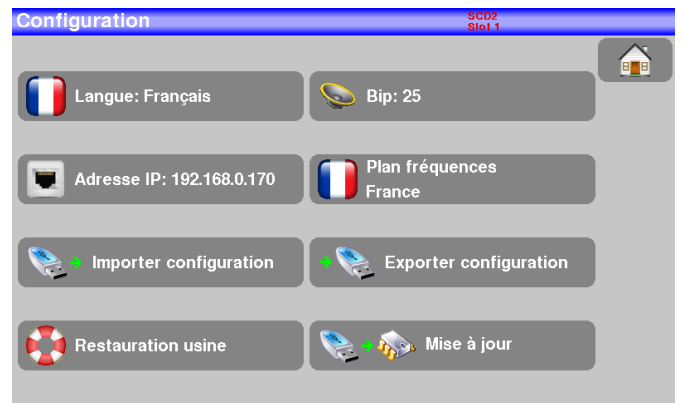 Configuration
SCD2
Slot 1
Langue: Français
Bip: 25
Adresse IP: 192.168.0.170
Plan fréquences
France
Importer configuration
Exporter configuration
Restauration usine
Mise à jour